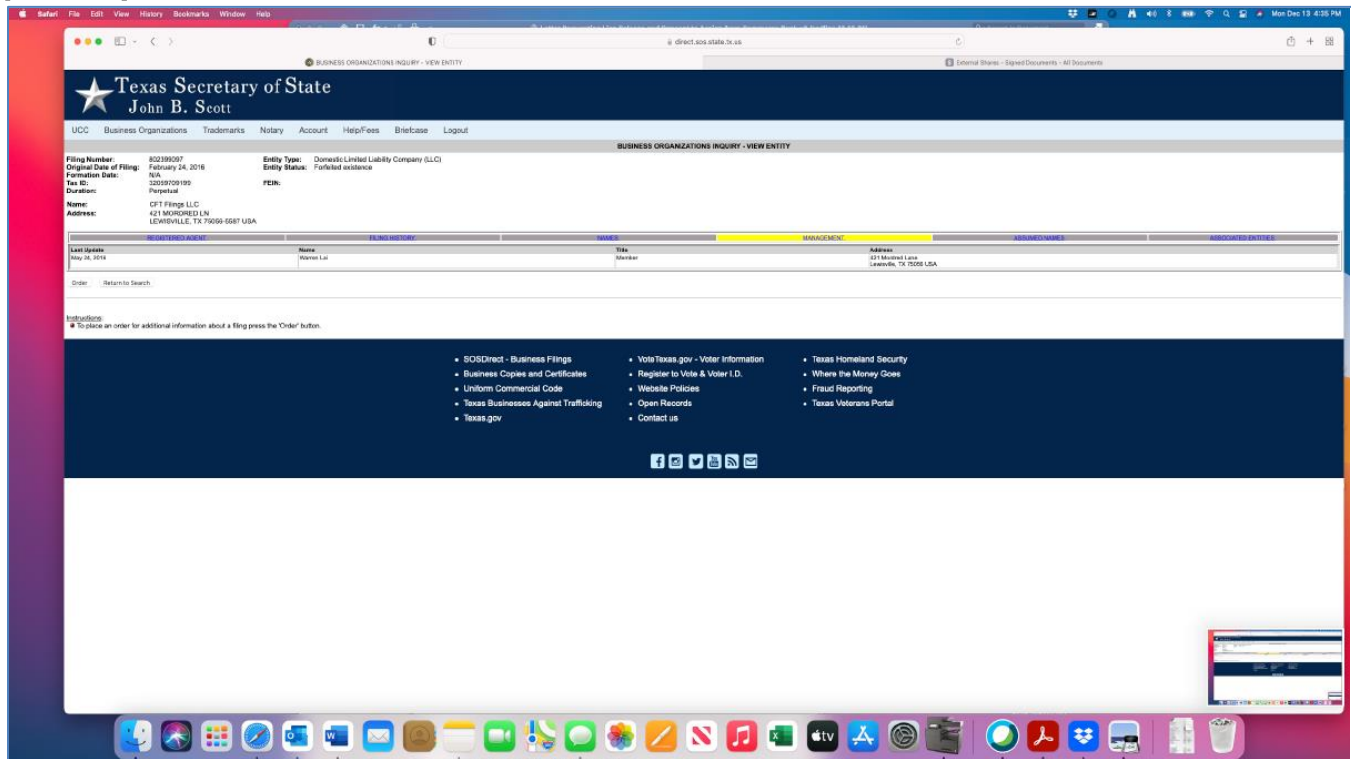 Safari File Edit View History Bookmarks Window Help Mon Dec 13 4:35 PM
direct.sos.state.tx.us
BUSINESS ORGANIZATIONS INQUIRY - VIEW ENTITY External Shares - Signed Documents - All Documents
Texas Secretary of State
John B. Scott
UCC Business Organizations Trademarks Notary Account Help/Fees Briefcase Logout
BUSINESS ORGANIZATIONS INQUIRY - VIEW ENTITY
Filing Number: 802399097 Entity Type: Domestic Limited Liability Company (LLC)
Original Date of Filing: February 24, 2016 Entity Status: Forfeited existence
Formation Date: N/A
Tax ID: 32059709199 FEIN:
Duration: Perpetual
Name: CFT Filings LLC
Address: 421 MORDRED LN
LEWISVILLE, TX 75056-5587 USA
REGISTERED AGENT FILING HISTORY NAMES MANAGEMENT ASSUMED NAMES ASSOCIATED ENTITIES
Last Update Name Title Address
May 24, 2016 Warren Lai Member 421 Mordred Lane
Lewisville, TX 75056 USA
Order Return to Search
Instructions:
To place an order for additional information about a filing press the 'Order' button.
SOSDirect - Business Filings VoteTexas.gov - Voter Information Texas Homeland Security
Business Copies and Certificates Register to Vote & Voter I.D. Where the Money Goes
Uniform Commercial Code Website Policies Fraud Reporting
Texas Businesses Against Trafficking Open Records Texas Veterans Portal
Texas.gov Contact us
tv